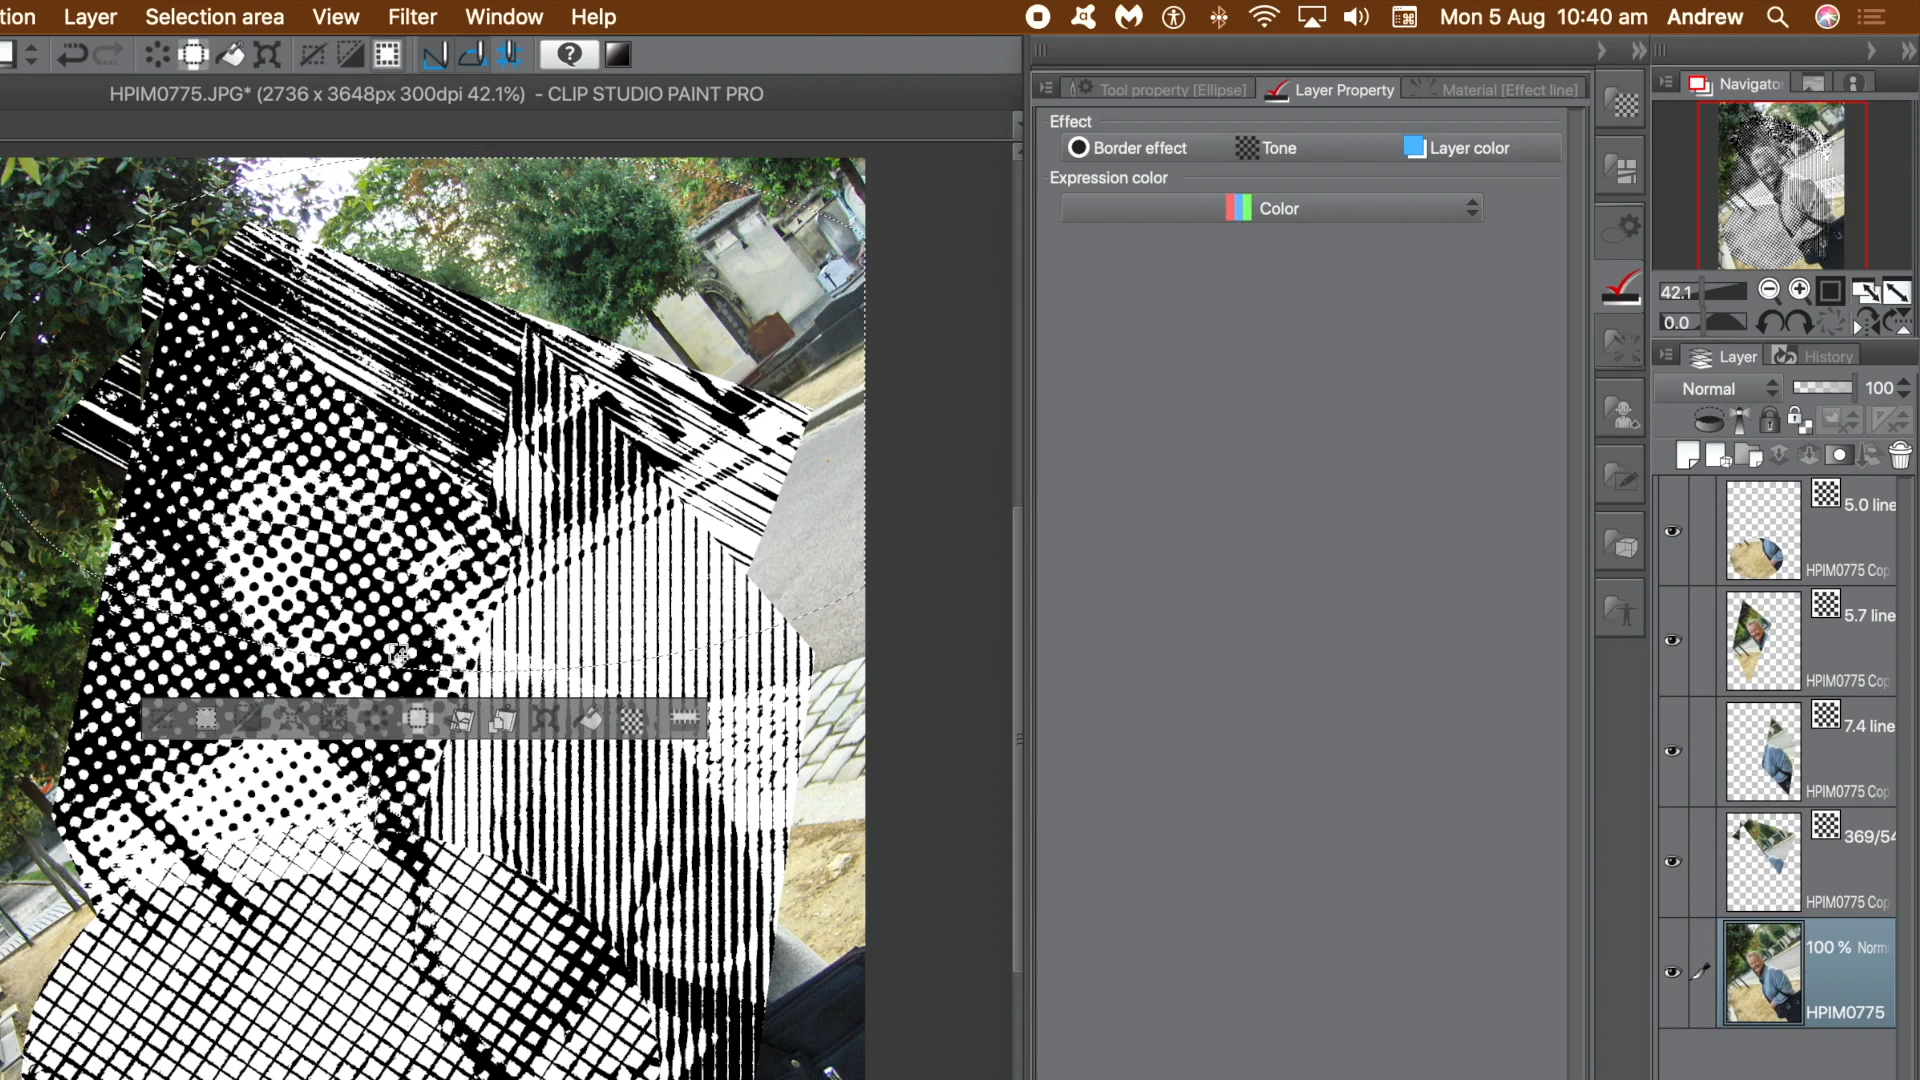 tion Layer Selection area View Filter Window Help Mon 5 Aug 10:40 am Andrew
HPIM0775.JPG* (2736 x 3648px 300dpi 42.1%) - CLIP STUDIO PAINT PRO
Tool property [Ellipse] Layer Property Material [Effect line] Navigator
Effect
Border effect Tone Layer color
Expression color
Color
42.1
0.0
Layer History
Normal 100
5.0 line
HPIM0775 Cop
5.7 line
HPIM0775 Cop
7.4 line
HPIM0775 Cop
369/54
HPIM0775 Cop
100 % Norm
HPIM0775